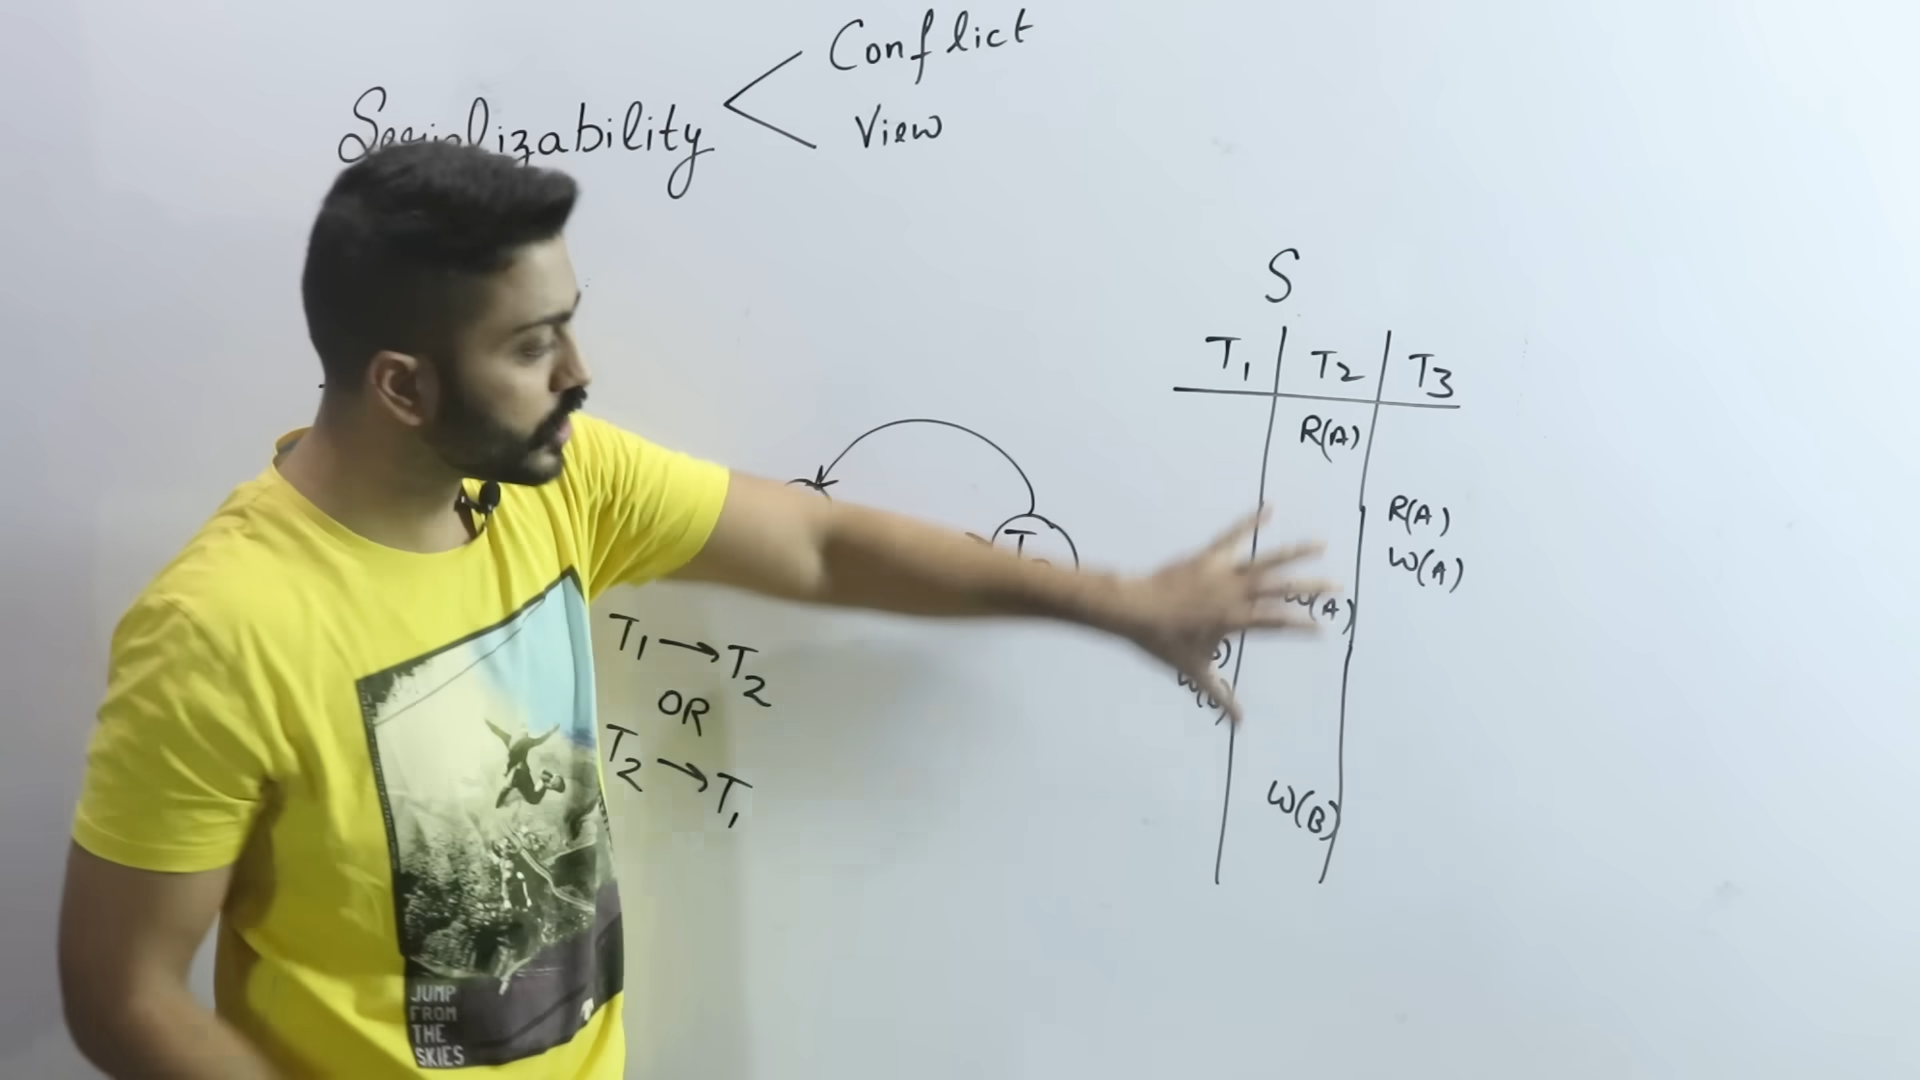 Conflict
Serializability
View
S
T1 T2 T3
R(A)
R(A)
W(A)
W(A)
T1 → T2
OR
T2 → T1
W(B)
JUMP
FROM
THE
SKIES